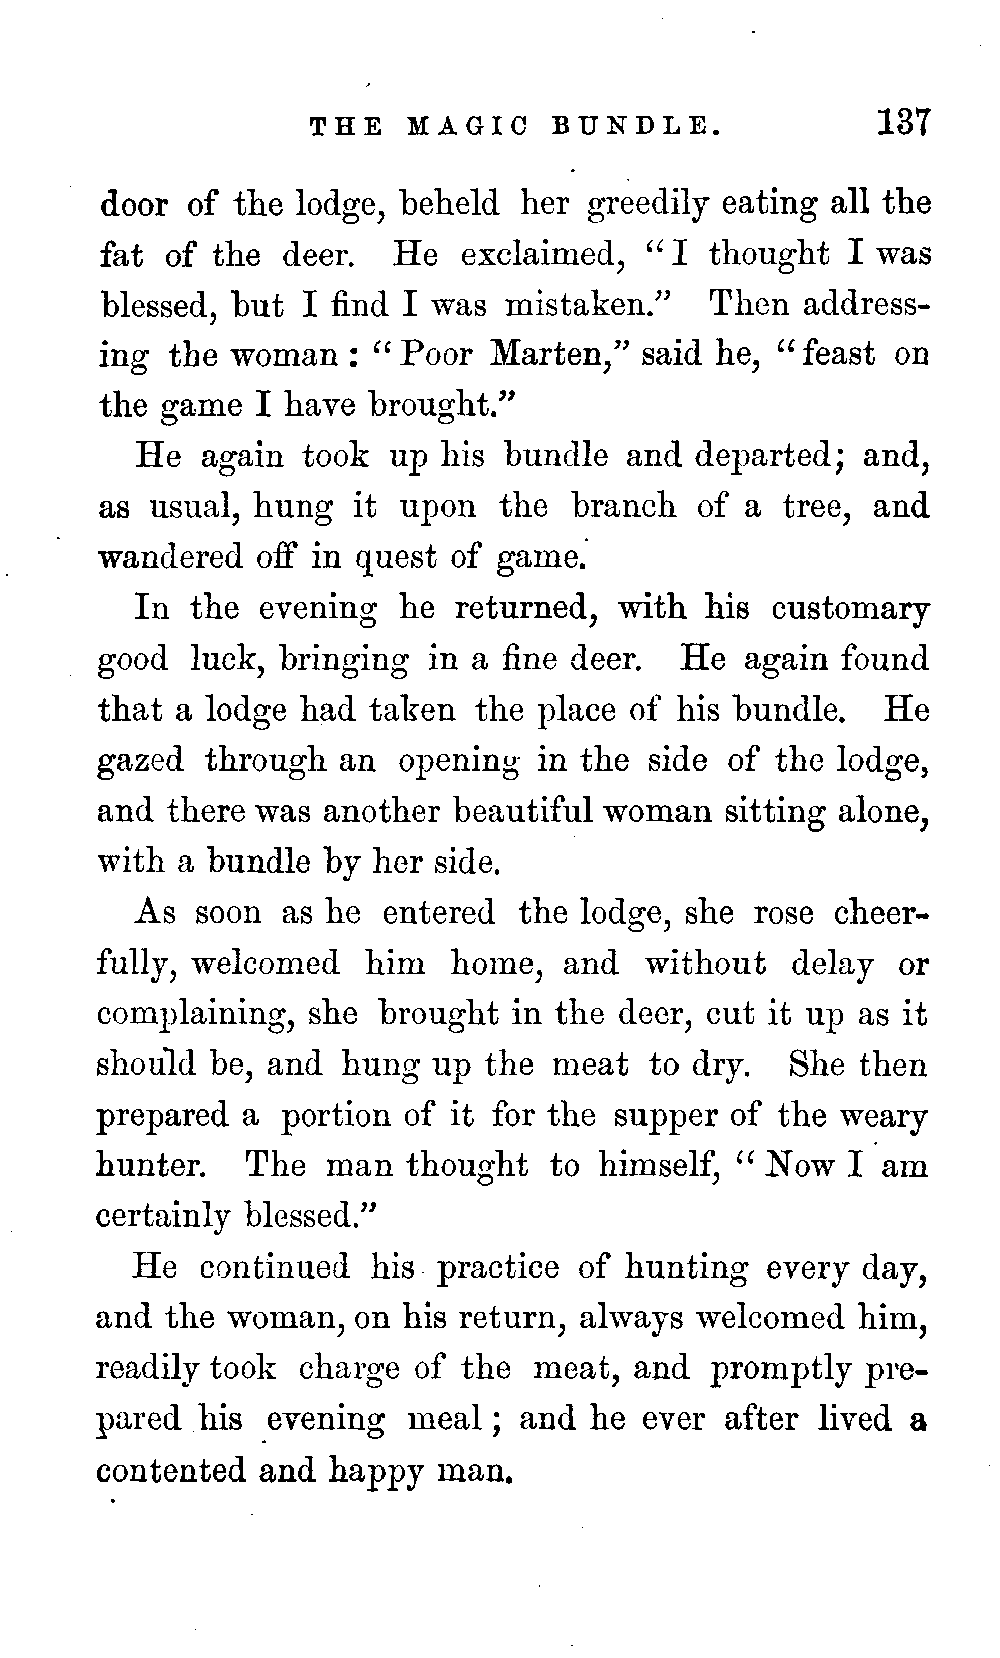 THE MAGIC BUNDLE. 137
door of the lodge, beheld her greedily eating all the
fat of the deer. He exclaimed, "I thought I was
blessed, but I find I was mistaken." Then address-
ing the woman : "Poor Marten," said he, "feast on
the game I have brought."
He again took up his bundle and departed; and,
as usual, hung it upon the branch of a tree, and
wandered off in quest of game.
In the evening he returned, with his customary
good luck, bringing in a fine deer. He again found
that a lodge had taken the place of his bundle. He
gazed through an opening in the side of the lodge,
and there was another beautiful woman sitting alone,
with a bundle by her side.
As soon as he entered the lodge, she rose cheer-
fully, welcomed him home, and without delay or
complaining, she brought in the deer, cut it up as it
should be, and hung up the meat to dry. She then
prepared a portion of it for the supper of the weary
hunter. The man thought to himself, "Now I am
certainly blessed."
He continued his practice of hunting every day,
and the woman, on his return, always welcomed him,
readily took charge of the meat, and promptly pre-
pared his evening meal ; and he ever after lived a
contented and happy man.